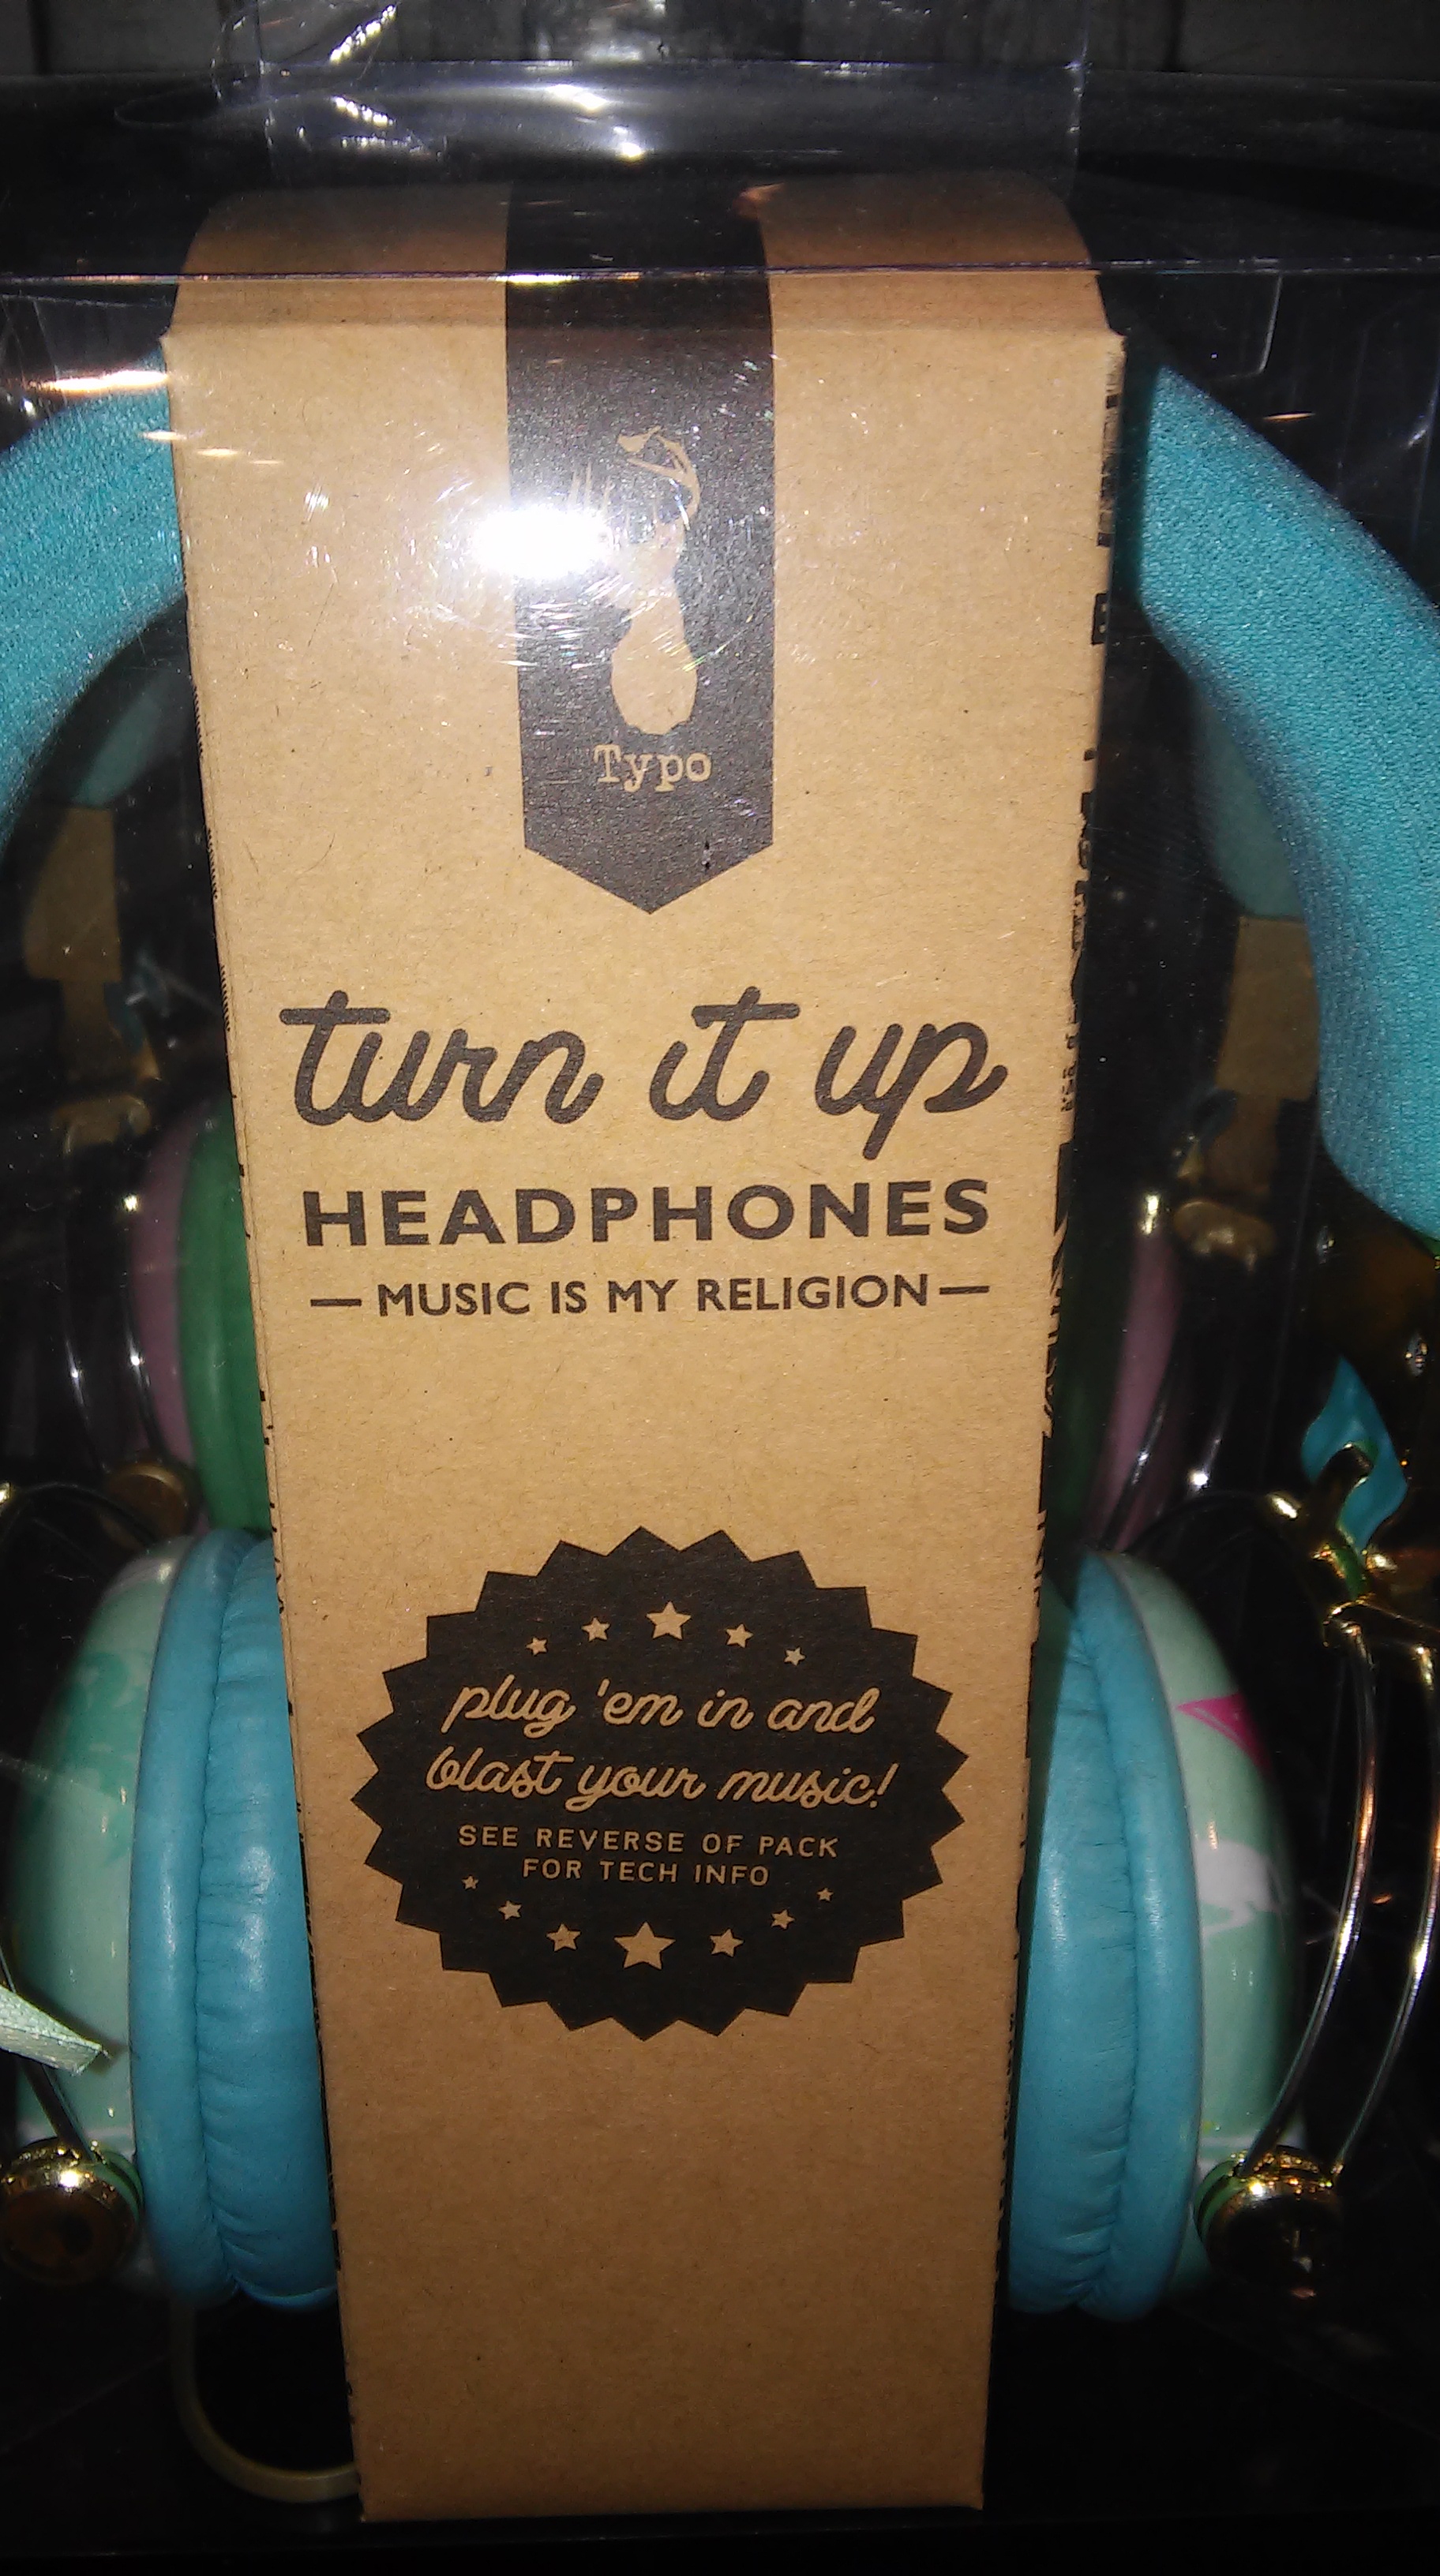 Typo
turn it up
HEADPHONES
—MUSIC IS MY RELIGION—
plug 'em in and
blast your music!
SEE REVERSE OF PACK
FOR TECH INFO